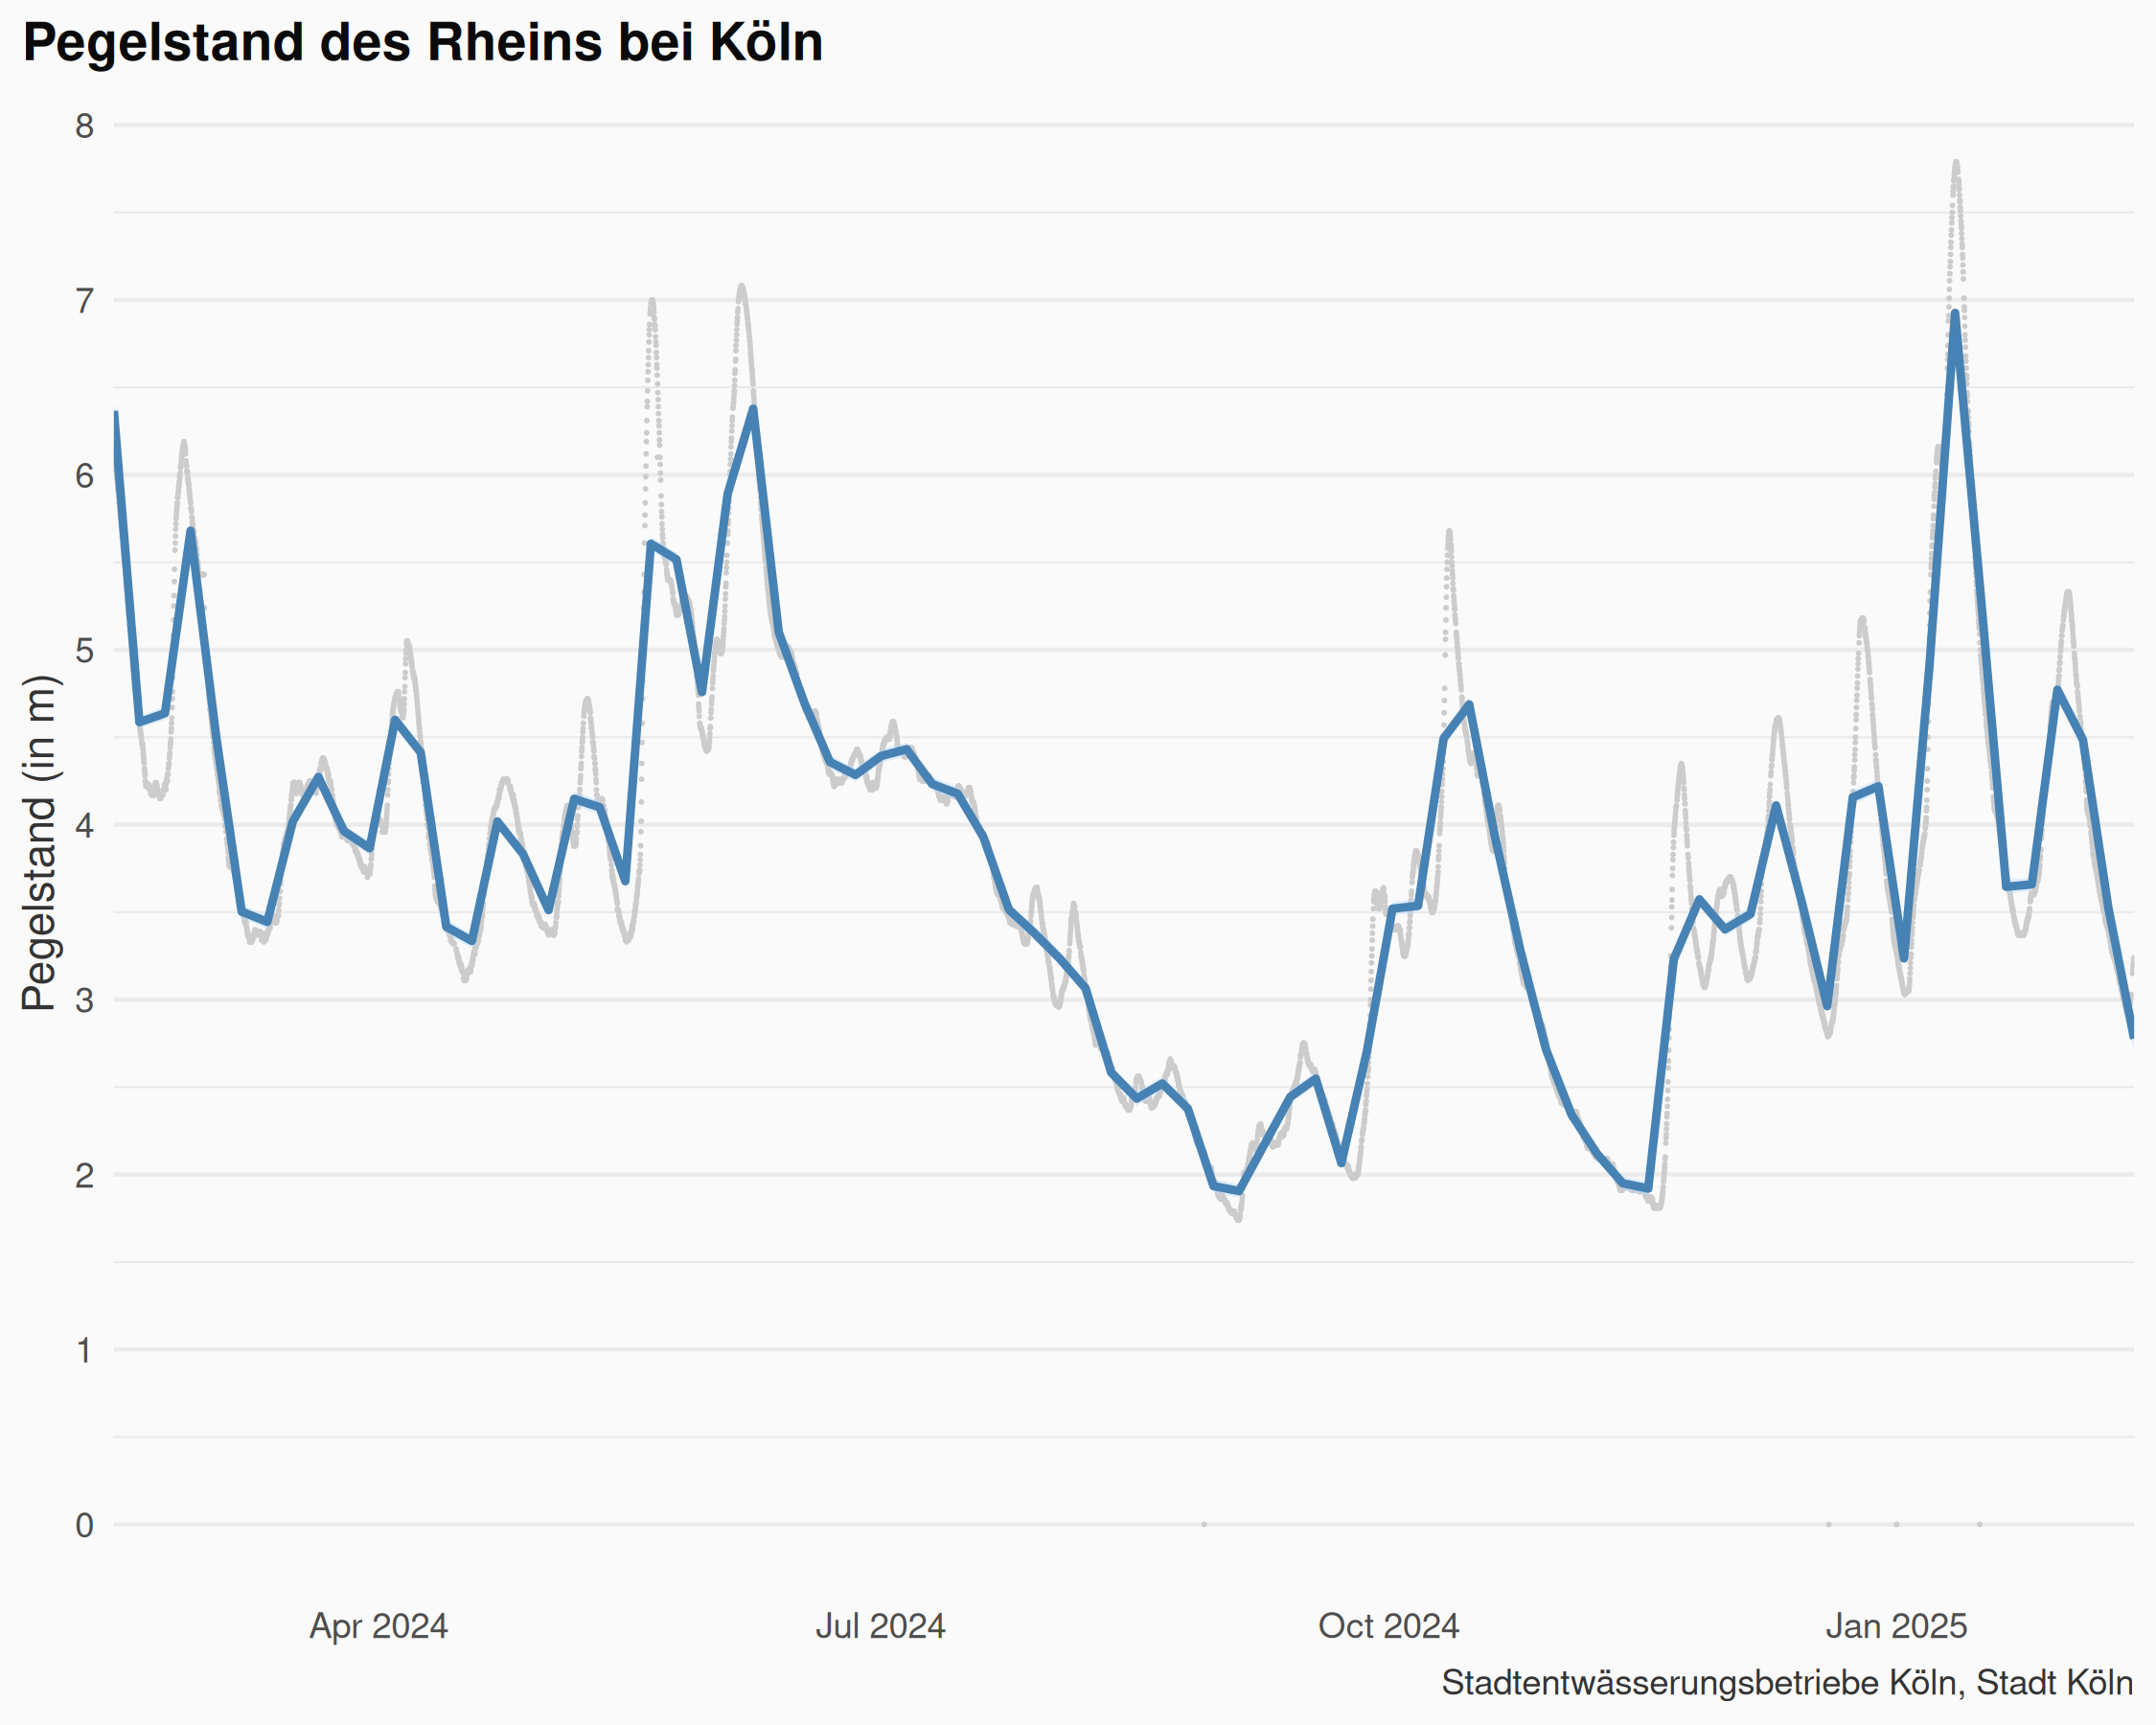 Pegelstand des Rheins bei Köln
Pegelstand (in m)
8
7
6
5
4
3
2
1
0
Apr 2024
Jul 2024
Oct 2024
Jan 2025
Stadtentwässerungsbetriebe Köln, Stadt Köln